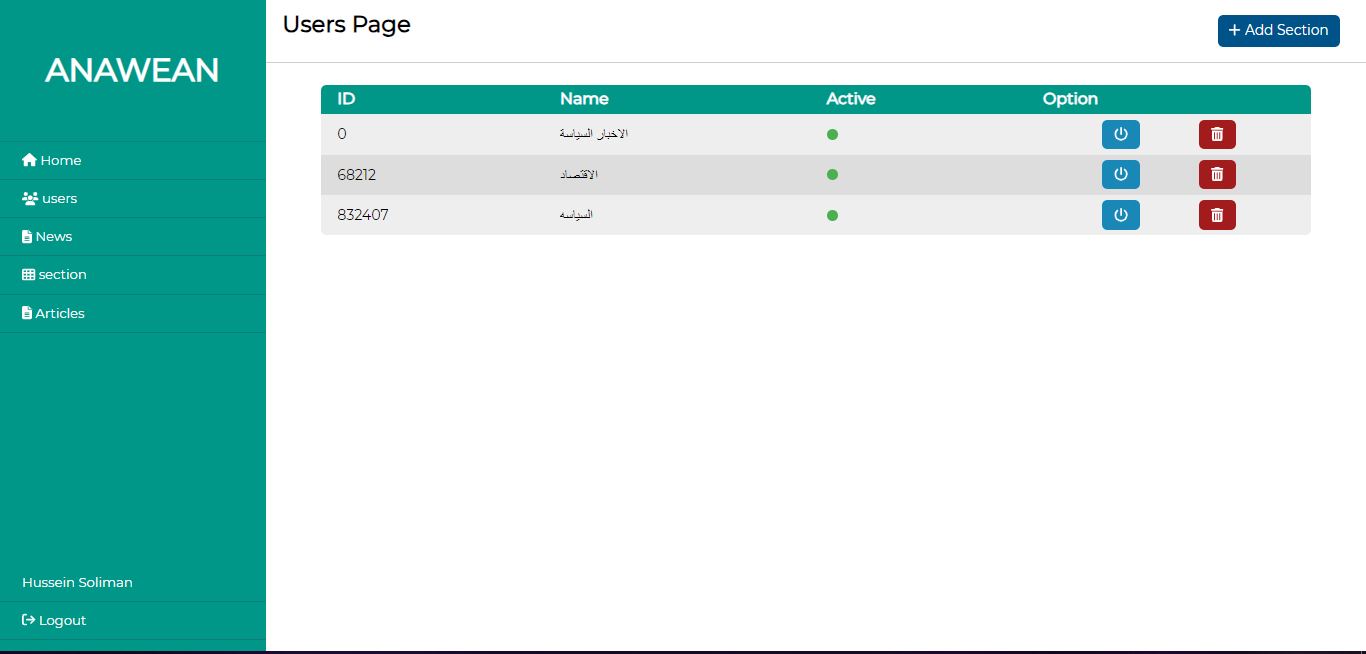 ANAWEAN
Home
users
News
section
Articles
Hussein Soliman
Logout
Users Page
+ Add Section
ID Name Active Option
0 الاخبار السياسة
68212 الاقتصاد
832407 السياسه